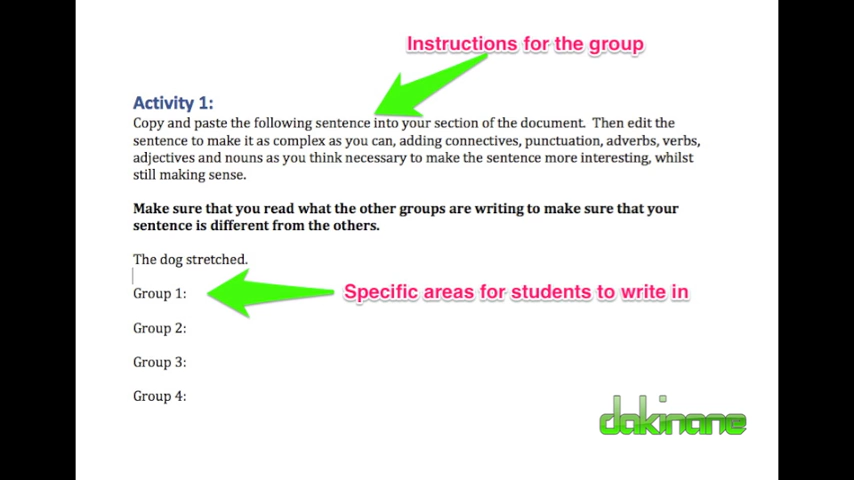 Instructions for the group
Activity 1:
Copy and paste the following sentence into your section of the document.  Then edit the
sentence to make it as complex as you can, adding connectives, punctuation, adverbs, verbs,
adjectives and nouns as you think necessary to make the sentence more interesting, whilst
still making sense.
Make sure that you read what the other groups are writing to make sure that your
sentence is different from the others.
The dog stretched.
Group 1:
Specific areas for students to write in
Group 2:
Group 3:
Group 4:
dakinane